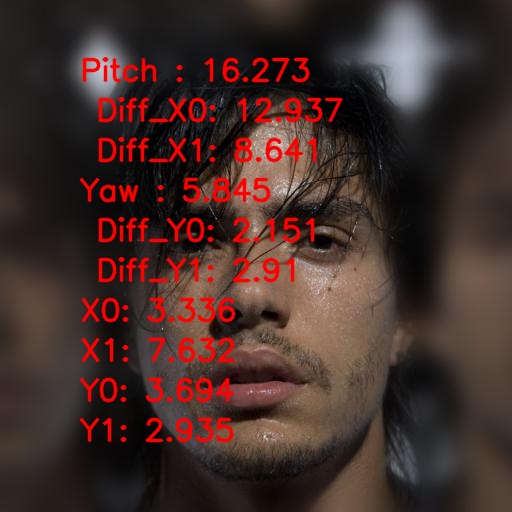 Pitch : 16.273
Diff_X0: 12.937
Diff_X1: 8.641
Yaw : 5.845
Diff_Y0: 2.151
Diff_Y1: 2.91
X0: 3.336
X1: 7.632
Y0: 3.694
Y1: 2.935